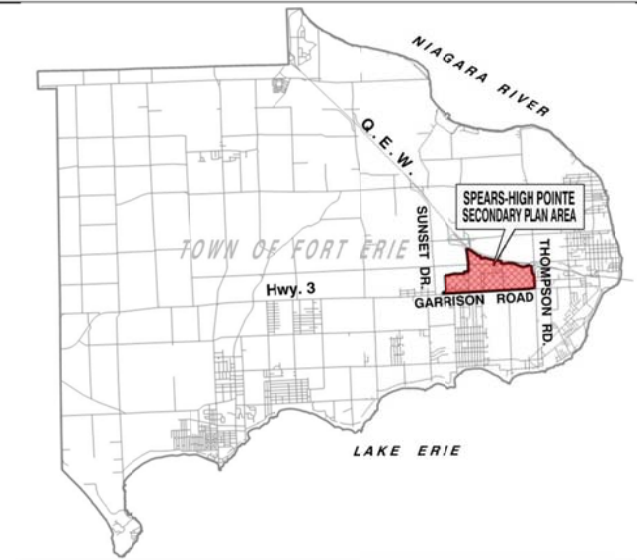 NIAGARA RIVER
Q.E.W.
SPEARS-HIGH POINTE
SECONDARY PLAN AREA
SUNSET DR.
THOMPSON RD.
TOWN OF FORT ERIE
Hwy. 3
GARRISON ROAD
LAKE ERIE